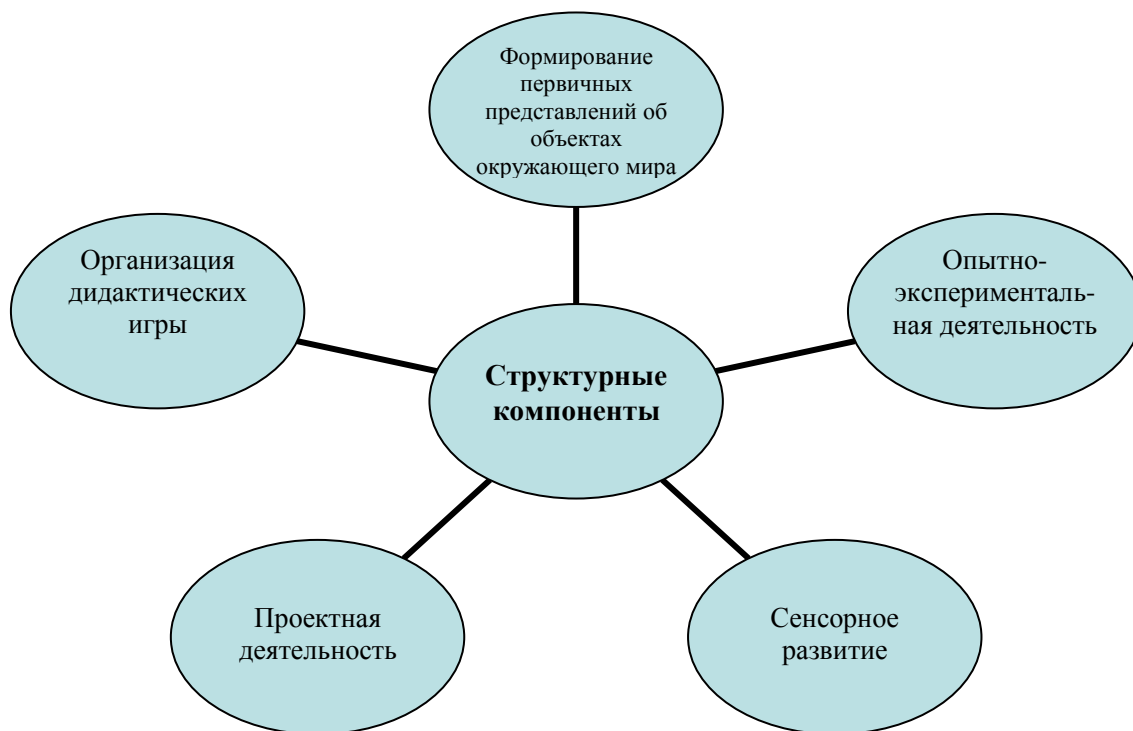 Формирование
первичных
представлений об
объектах
окружающего мира
Организация
дидактических
игры
Опытно-
эксперименталь-
ная деятельность
Структурные
компоненты
Проектная
деятельность
Сенсорное
развитие